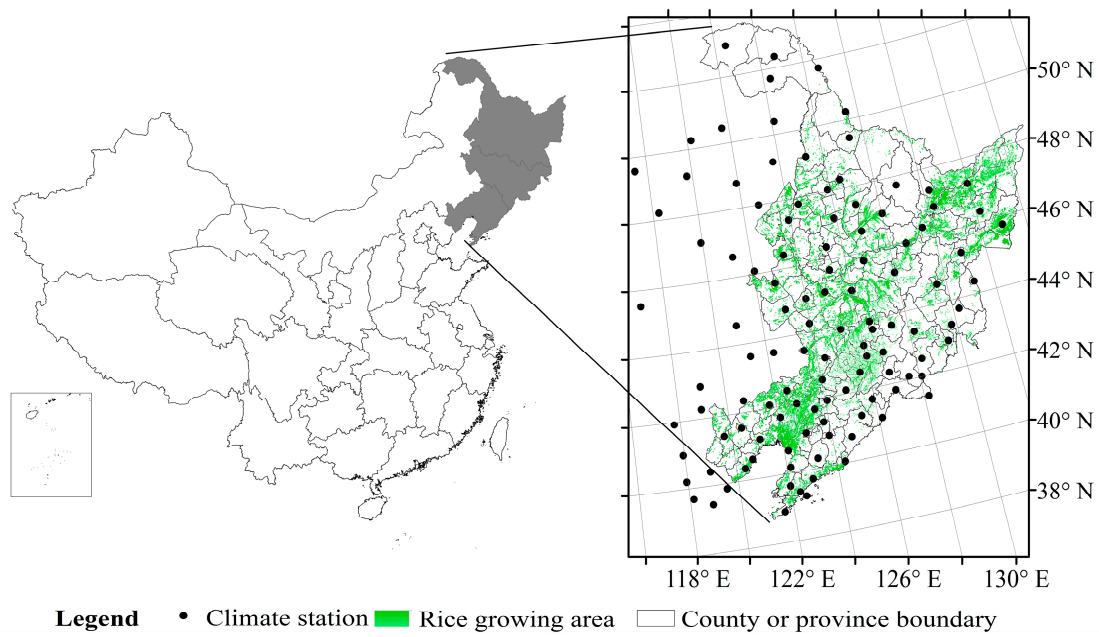 50° N
48° N
46° N
44° N
42° N
40° N
38° N
118° E 122° E 126° E 130° E
Legend Climate station Rice growing area County or province boundary